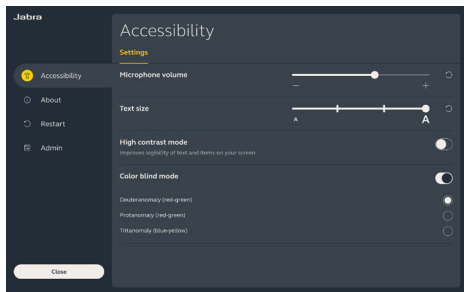 Jabra
Accessibility
Settings
Accessibility
About
Restart
Admin
Microphone volume
− +
Text size
A A
High contrast mode
Improves legibility of text and items on your screen
Color blind mode
Deuteranomaly (red-green)
Protanomaly (red-green)
Tritanomaly (blue-yellow)
Close